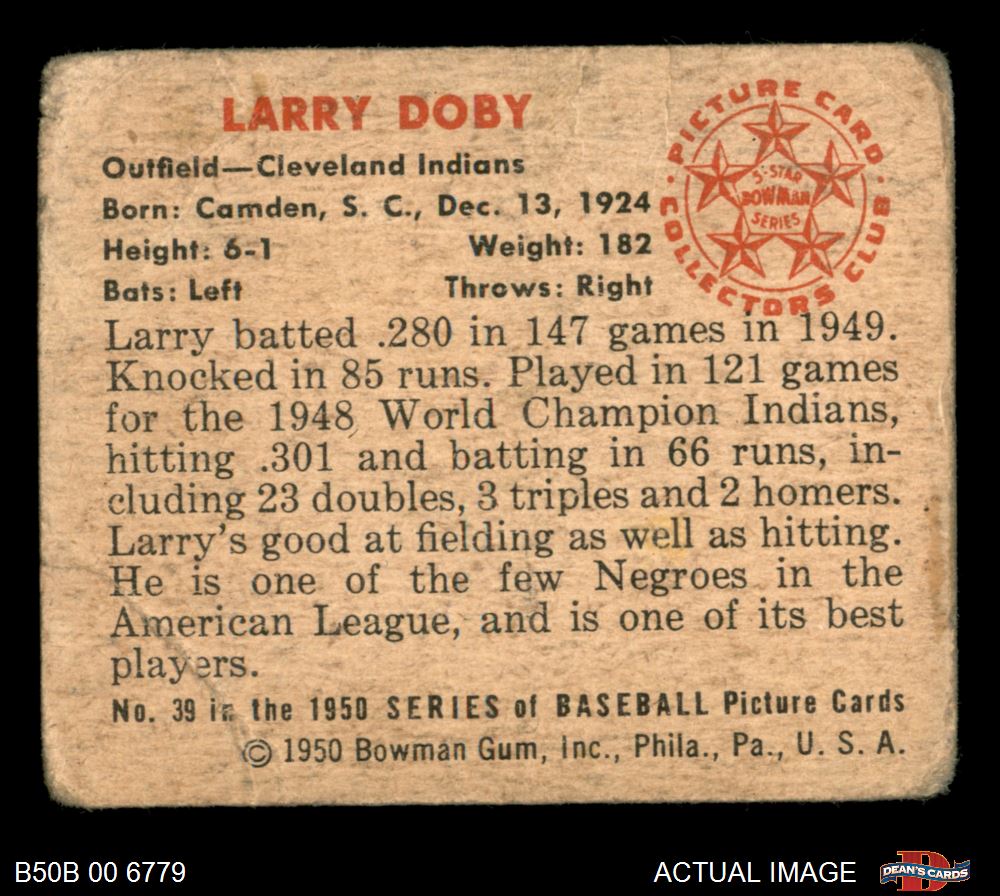 LARRY DOBY
Outfield—Cleveland Indians
Born: Camden, S. C., Dec. 13, 1924
Height: 6-1 Weight: 182
Bats: Left Throws: Right
PICTURE CARD
COLLECTORS CLUB
5-STAR
BOWMAN
SERIES
Larry batted .280 in 147 games in 1949.
Knocked in 85 runs. Played in 121 games
for the 1948 World Champion Indians,
hitting .301 and batting in 66 runs, in-
cluding 23 doubles, 3 triples and 2 homers.
Larry's good at fielding as well as hitting.
He is one of the few Negroes in the
American League, and is one of its best
players.
No. 39 in the 1950 SERIES of BASEBALL Picture Cards
© 1950 Bowman Gum, Inc., Phila., Pa., U. S. A.
B50B 00 6779
ACTUAL IMAGE
D
DEAN'S CARDS